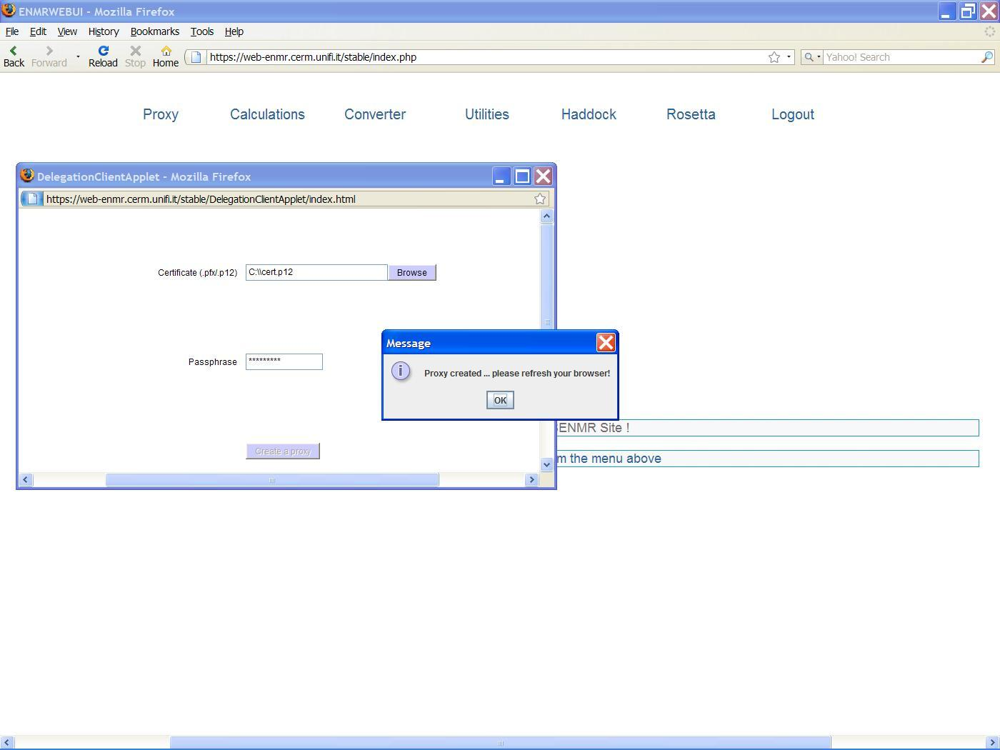 ENMRWEBUI - Mozilla Firefox
File Edit View History Bookmarks Tools Help
Back Forward Reload Stop Home https://web-enmr.cerm.unifi.it/stable/index.php Yahoo! Search
Proxy Calculations Converter Utilities Haddock Rosetta Logout
DelegationClientApplet - Mozilla Firefox
https://web-enmr.cerm.unifi.it/stable/DelegationClientApplet/index.html
Certificate (.pfx/.p12) C:\\cert.p12 Browse
Message
Passphrase *********
Proxy created ... please refresh your browser!
OK
ENMR Site !
Create a proxy
the menu above